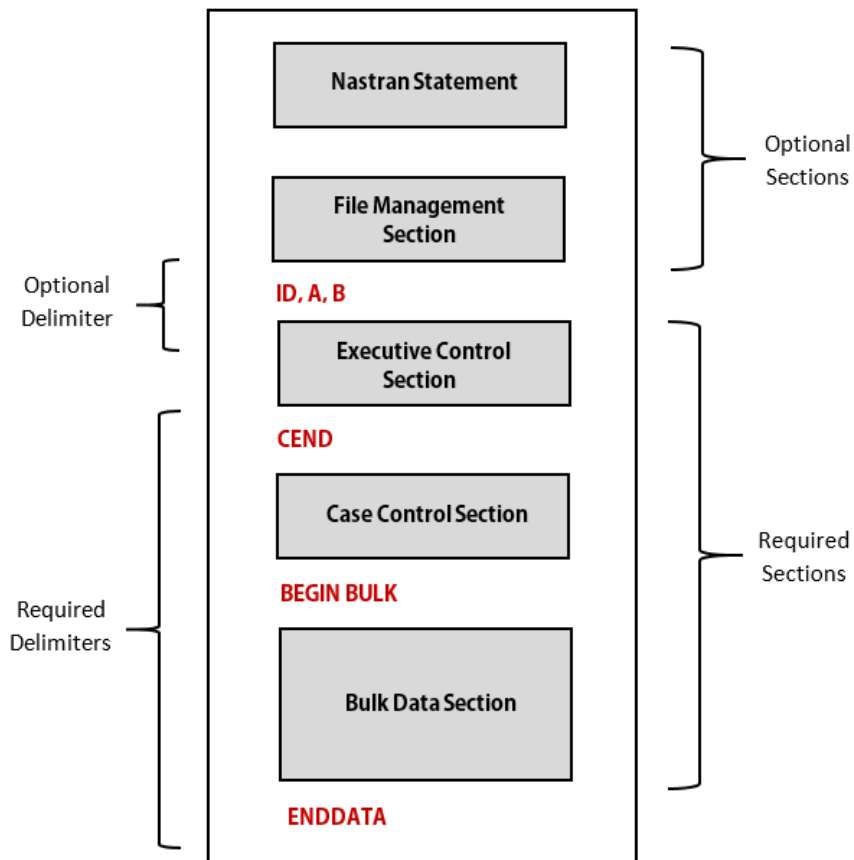 Nastran Statement
Optional
Sections
File Management
Section
Optional
Delimiter
ID, A, B
Executive Control
Section
CEND
Case Control Section
Required
Sections
BEGIN BULK
Required
Delimiters
Bulk Data Section
ENDDATA